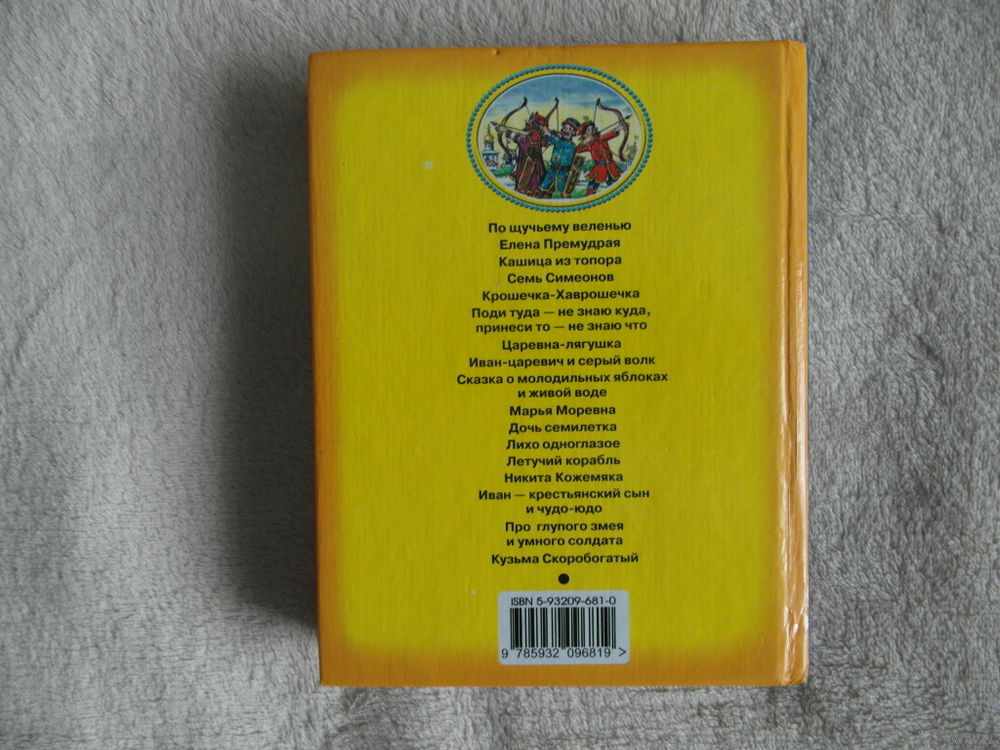 По щучьему веленью
Елена Премудрая
Кашица из топора
Семь Симеонов
Крошечка-Хаврошечка
Поди туда — не знаю куда,
принеси то — не знаю что
Царевна-лягушка
Иван-царевич и серый волк
Сказка о молодильных яблоках
и живой воде
Марья Моревна
Дочь семилетка
Лихо одноглазое
Летучий корабль
Никита Кожемяка
Иван — крестьянский сын
и чудо-юдо
Про глупого змея
и умного солдата
Кузьма Скоробогатый
ISBN 5-93209-681-0
9 785932 096819 >